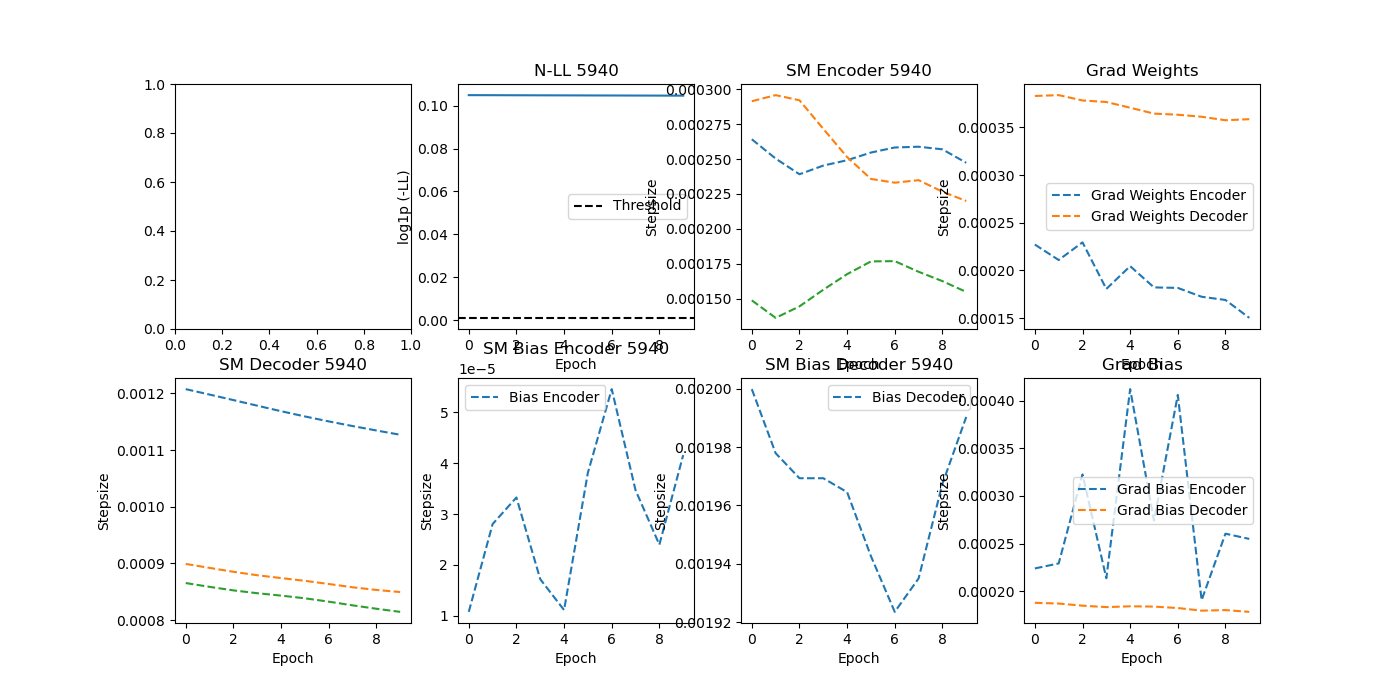 1.0
0.8
0.6
0.4
0.2
0.0
0.0 0.2 0.4 0.6 0.8 1.0
N-LL 5940
log1p (-LL)
0.10
0.08
0.06
0.04
0.02
0.00
Threshold
0 2 4 6 8
Epoch
SM Encoder 5940
Stepsize
0.000300
0.000275
0.000250
0.000225
0.000200
0.000175
0.000150
0 2 4 6 8
Epoch
Grad Weights
Stepsize
0.00035
0.00030
0.00025
0.00020
0.00015
Grad Weights Encoder
Grad Weights Decoder
0 2 4 6 8
Epoch
SM Decoder 5940
Stepsize
0.0012
0.0011
0.0010
0.0009
0.0008
0 2 4 6 8
Epoch
SM Bias Encoder 5940
1e−5
Stepsize
5
4
3
2
1
Bias Encoder
0 2 4 6 8
Epoch
SM Bias Decoder 5940
Stepsize
0.00200
0.00198
0.00196
0.00194
0.00192
Bias Decoder
0 2 4 6 8
Epoch
Grad Bias
Stepsize
0.00040
0.00035
0.00030
0.00025
0.00020
Grad Bias Encoder
Grad Bias Decoder
0 2 4 6 8
Epoch